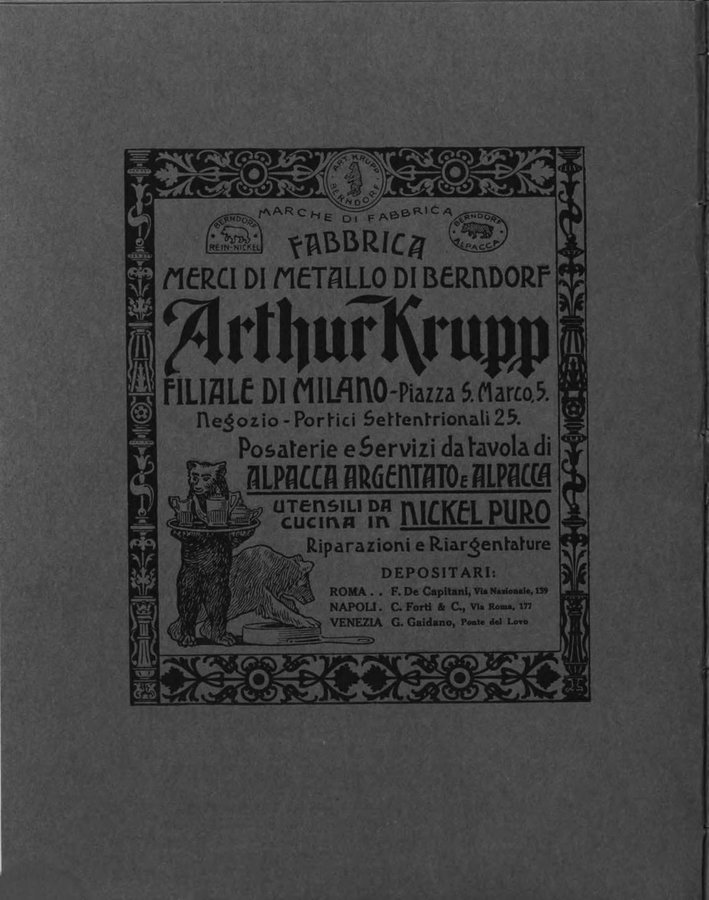 ART. KRUPP
BERNDORF
MARCHE DI FABBRICA
BERNDORF
REIN-NICKEL
BERNDORF
ALPACCA
FABBRICA
MERCI DI METALLO DI BERNDORF
Arthur Krupp
FILIALE DI MILANO - Piazza S. Marco, 5.
Negozio - Portici Settentrionali 25.
Posaterie e Servizi da tavola di
ALPACCA ARGENTATO E ALPACCA
UTENSILI DA
CUCINA IN NICKEL PURO
Riparazioni e Riargentature
DEPOSITARI:
ROMA . . F. De Capitani, Via Nazionale, 139
NAPOLI . C. Forti & C., Via Roma, 177
VENEZIA G. Gaidano, Ponte del Lovo